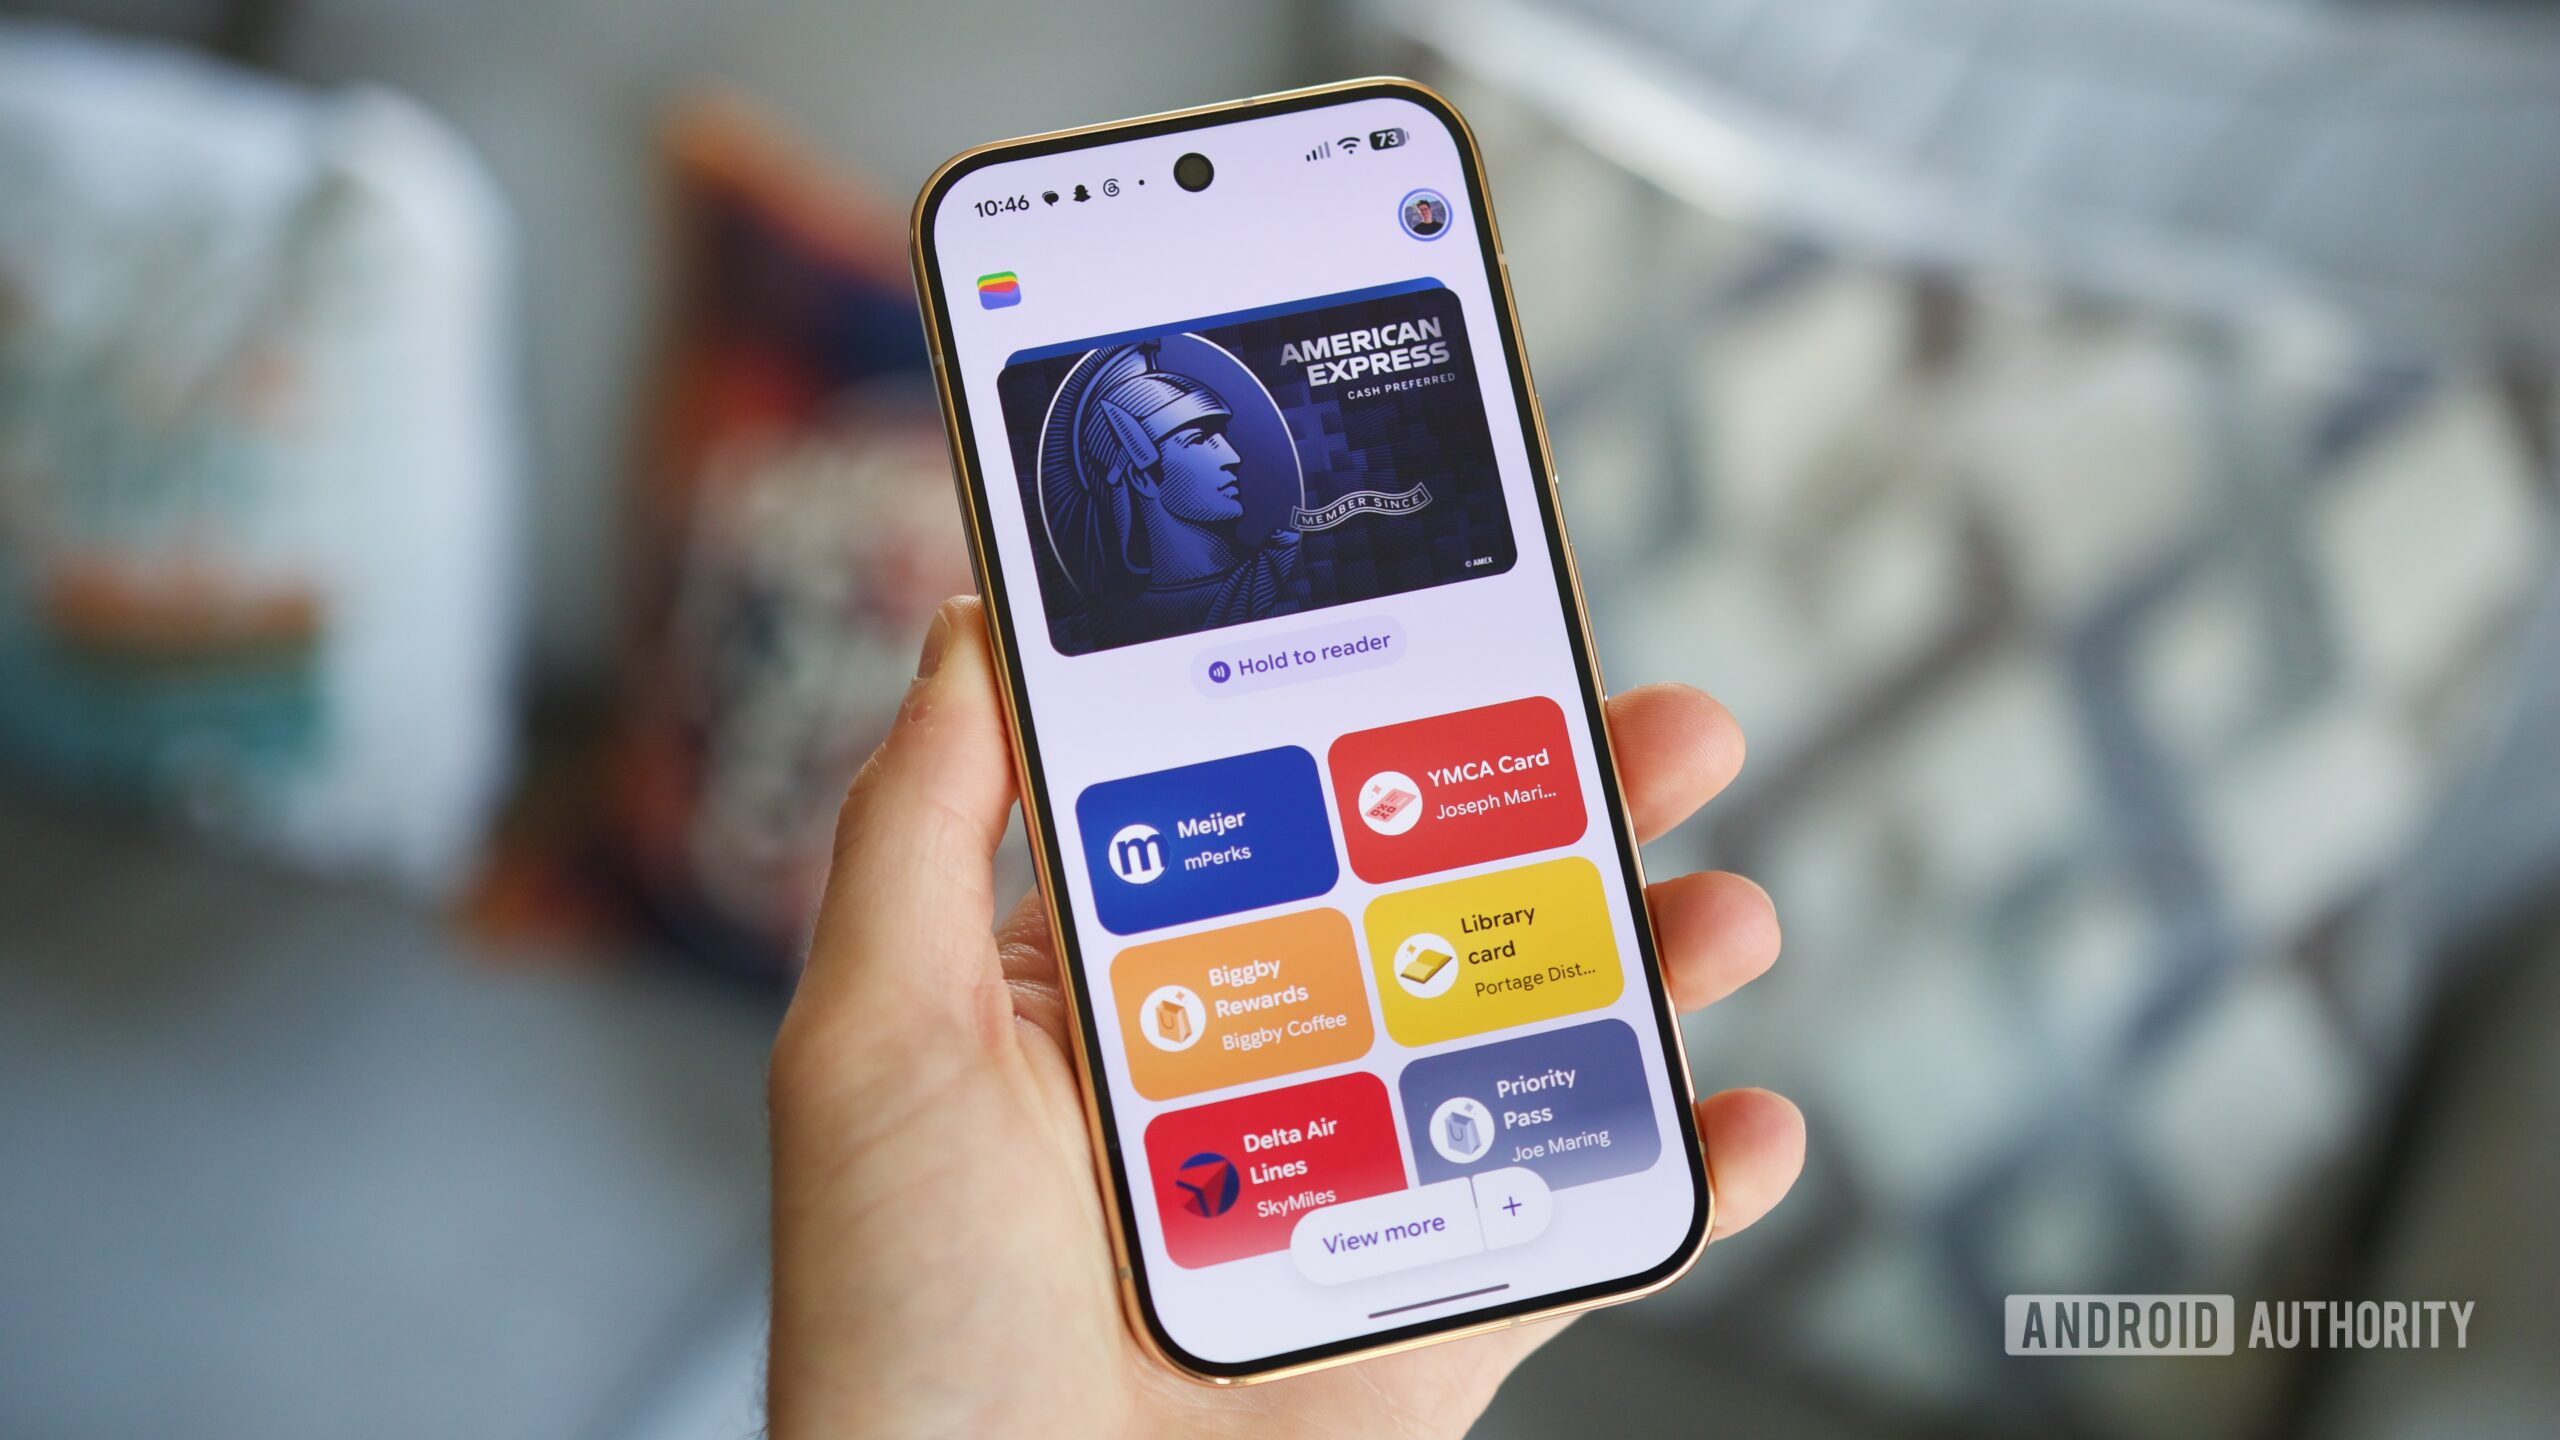 10:46
73
AMERICAN
EXPRESS
CASH PREFERRED
MEMBER SINCE
© AMEX
Hold to reader
Meijer
mPerks
YMCA Card
Joseph Mari...
Biggby
Rewards
Biggby Coffee
Library
card
Portage Dist...
Delta Air
Lines
SkyMiles
Priority
Pass
Joe Maring
View more
+
ANDROID AUTHORITY